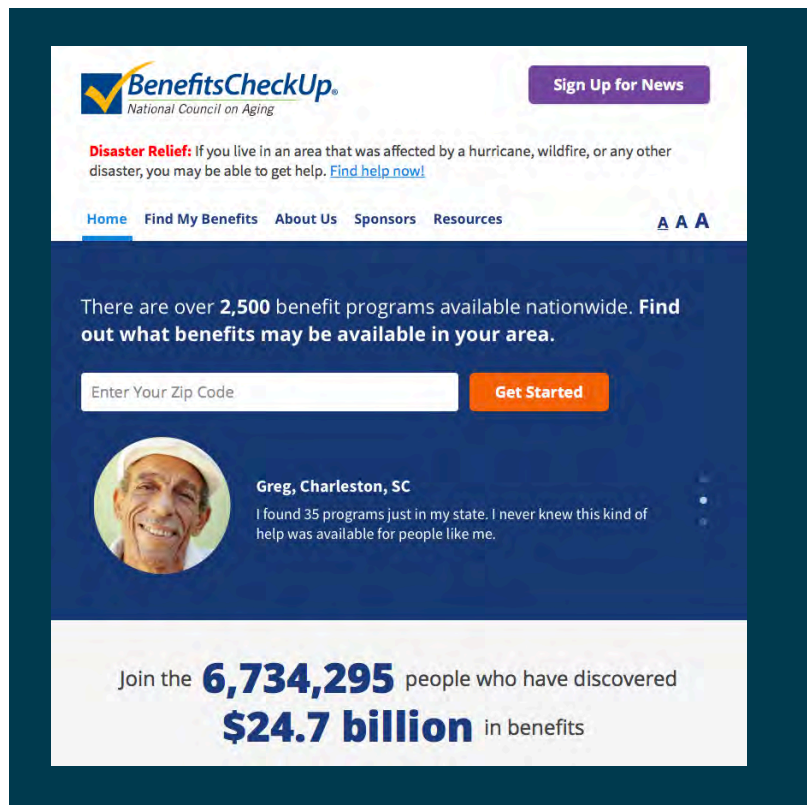 BenefitsCheckUp®
National Council on Aging
Sign Up for News
Disaster Relief: If you live in an area that was affected by a hurricane, wildfire, or any other
disaster, you may be able to get help. Find help now!
Home Find My Benefits About Us Sponsors Resources A A A
There are over 2,500 benefit programs available nationwide. Find
out what benefits may be available in your area.
Enter Your Zip Code Get Started
Greg, Charleston, SC
I found 35 programs just in my state. I never knew this kind of
help was available for people like me.
Join the 6,734,295 people who have discovered
$24.7 billion in benefits